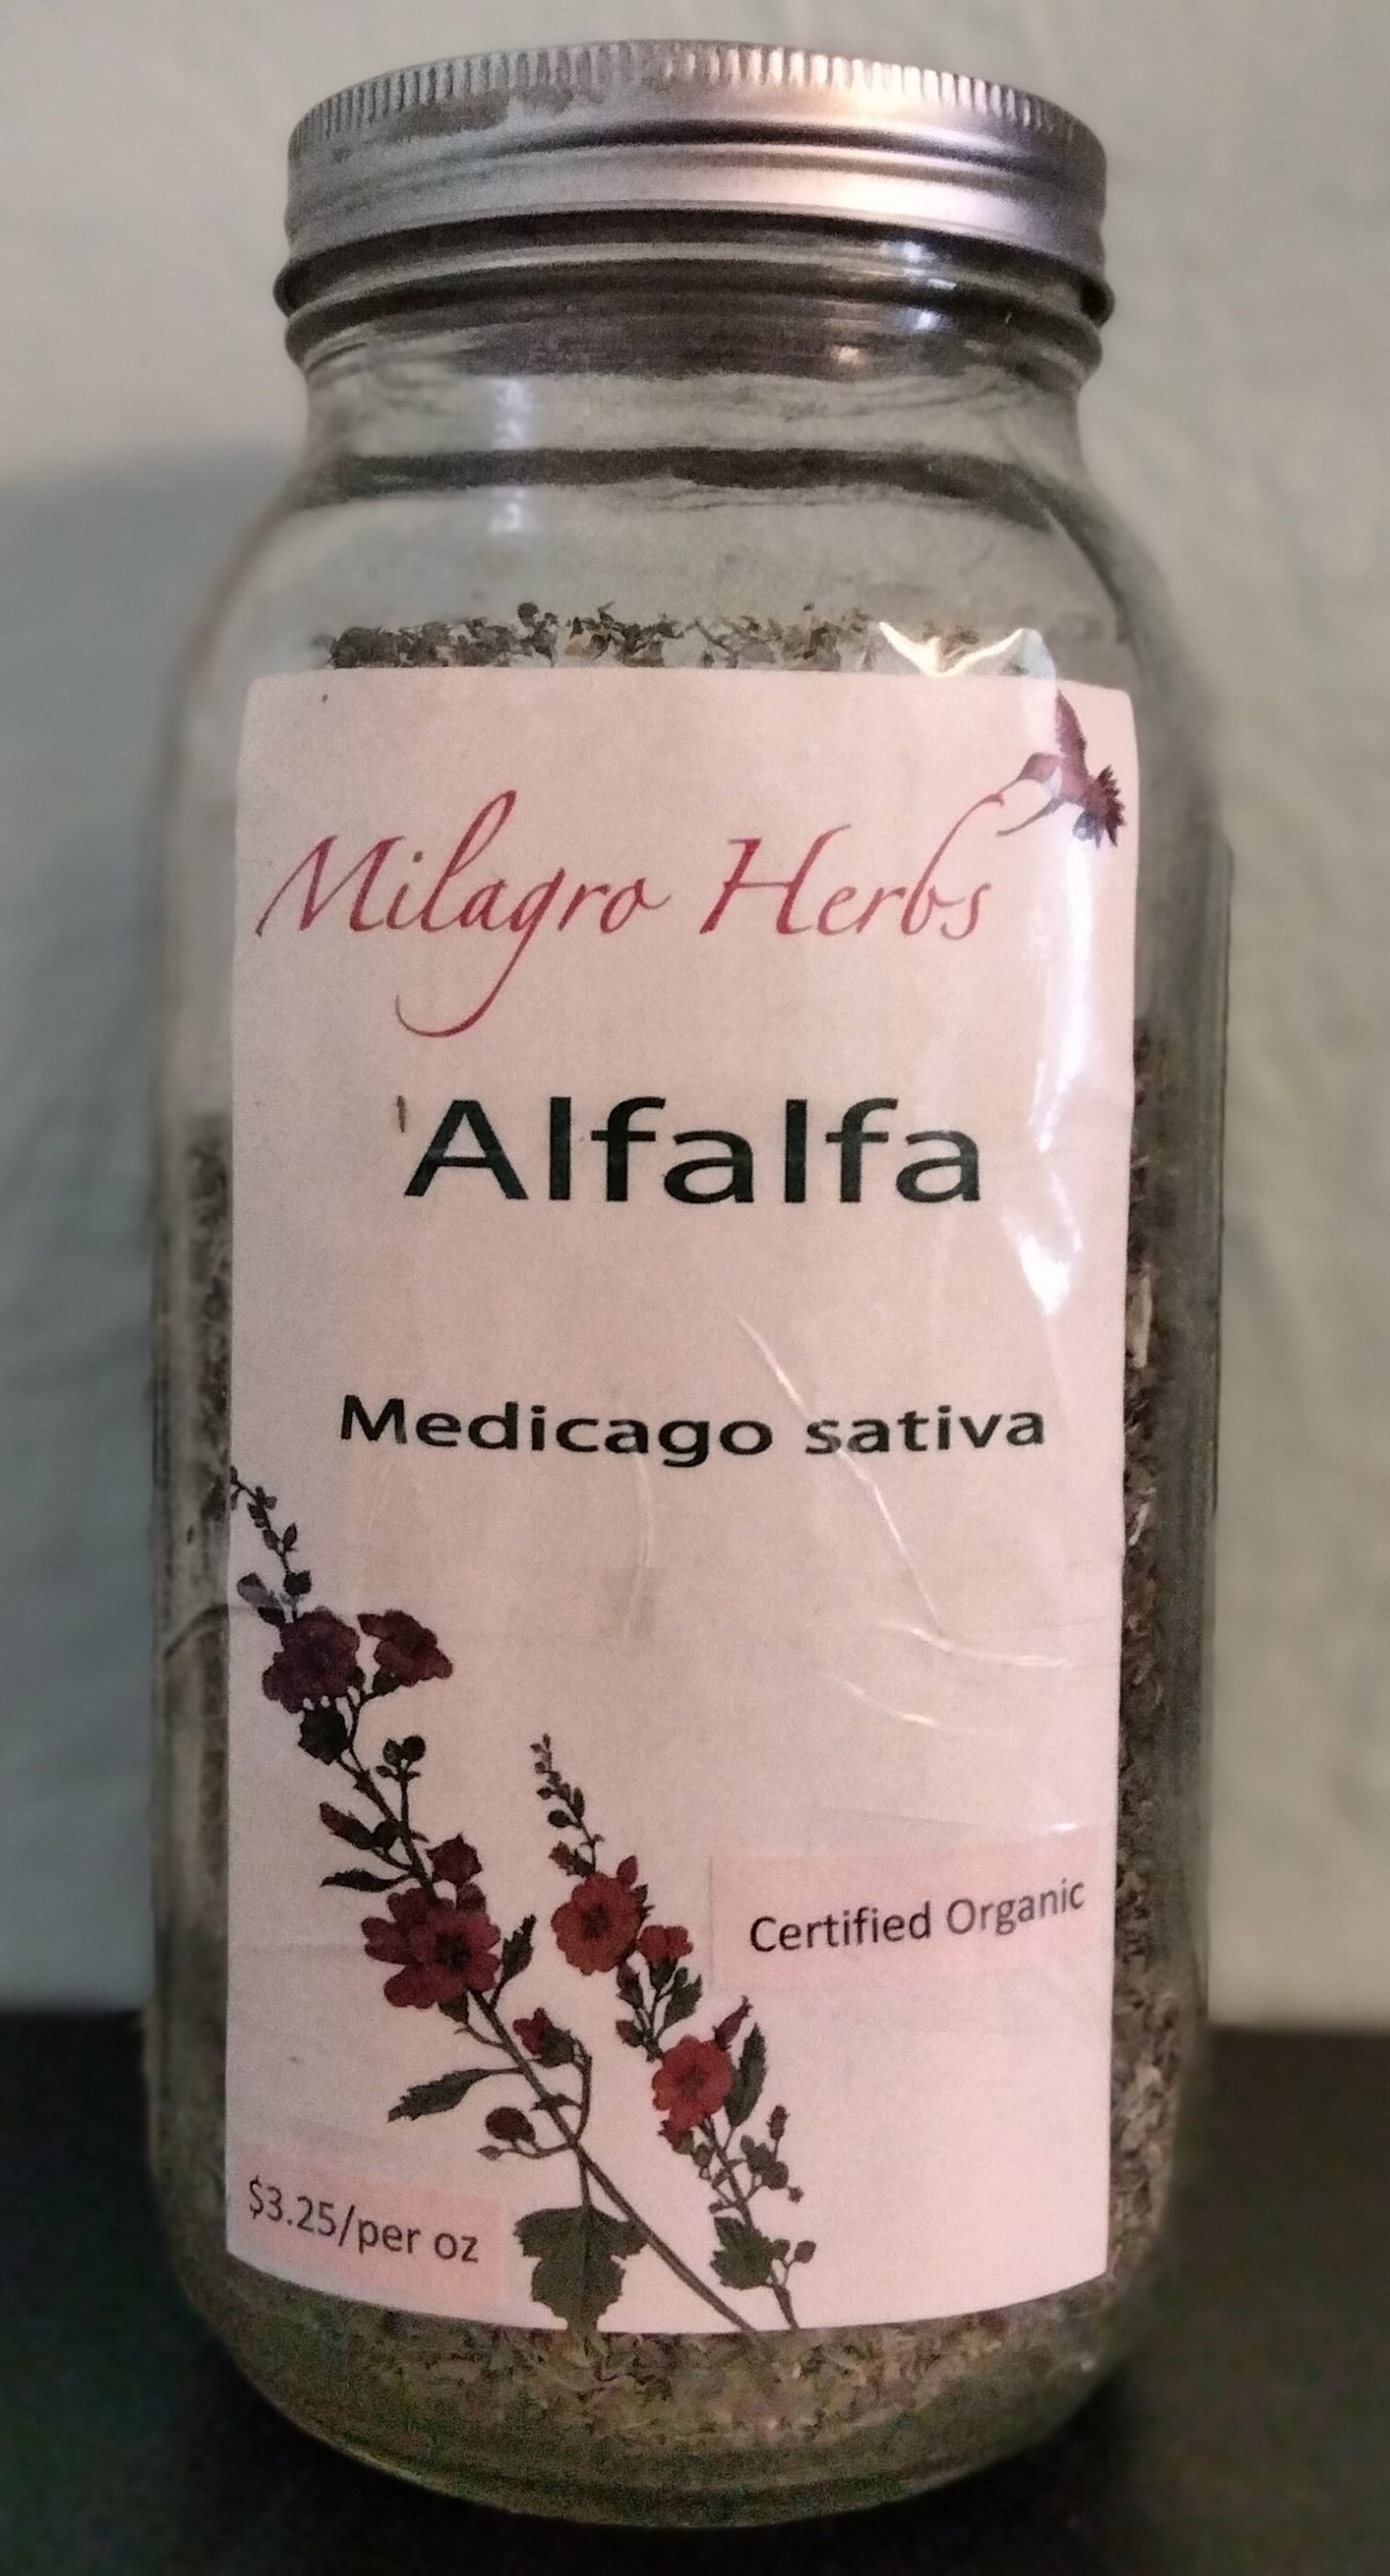 Milagro Herbs
Alfalfa
Medicago sativa
Certified Organic
$3.25/per oz